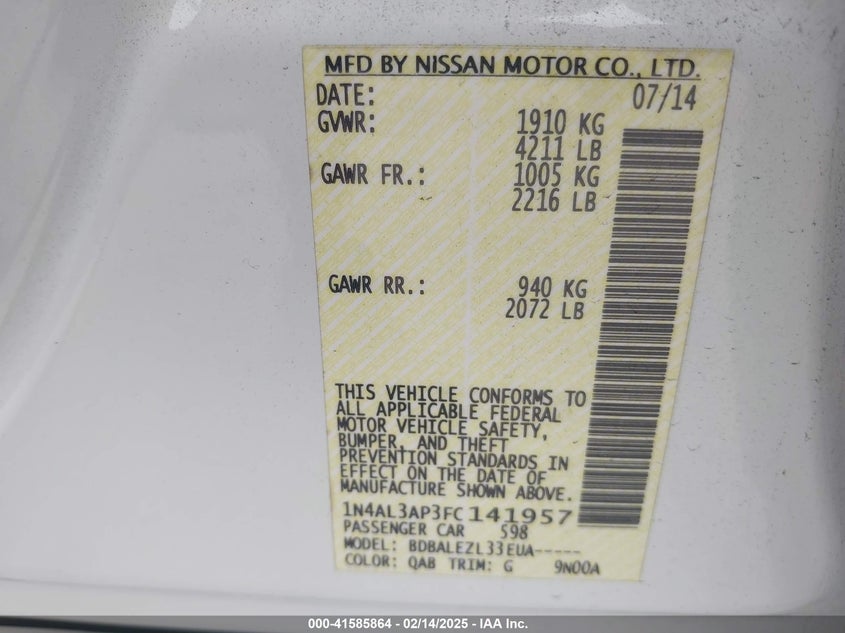 MFD BY NISSAN MOTOR CO., LTD.
DATE: 07/14
GVWR: 1910 KG
4211 LB
GAWR FR.: 1005 KG
2216 LB
GAWR RR.: 940 KG
2072 LB
THIS VEHICLE CONFORMS TO
ALL APPLICABLE FEDERAL
MOTOR VEHICLE SAFETY,
BUMPER, AND THEFT
PREVENTION STANDARDS IN
EFFECT ON THE DATE OF
MANUFACTURE SHOWN ABOVE.
1N4AL3AP3FC141957
PASSENGER CAR 598
MODEL: BDBALEZL33EUA-----
COLOR: QAB TRIM: G 9N00A
000-41585864 - 02/14/2025 - IAA Inc.